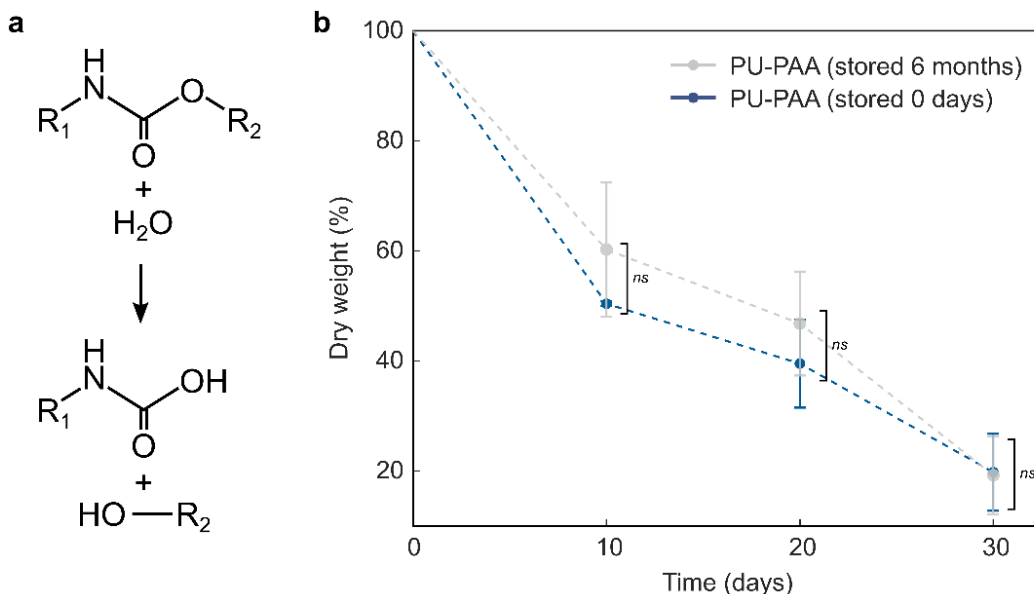 a
H
N
O
R₁
R₂
O
+
H₂O
H
N
OH
R₁
O
+
HO
R₂
b
100
80
60
40
20
Dry weight (%)
PU-PAA (stored 6 months)
PU-PAA (stored 0 days)
ns
ns
ns
0
10
20
30
Time (days)